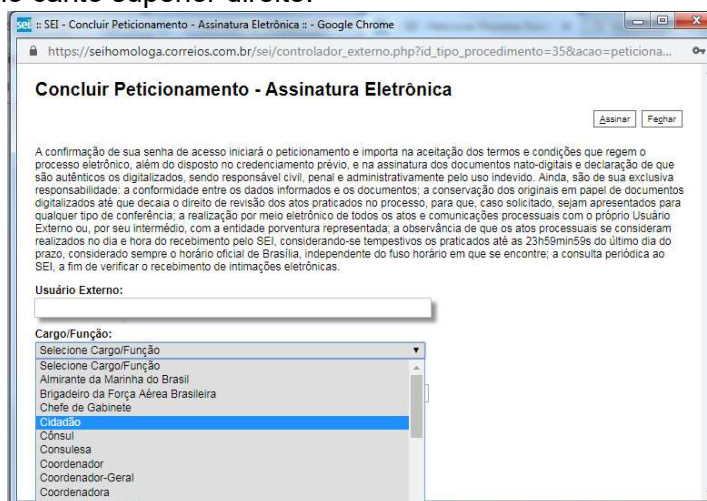 no canto superior direito.
sei :: SEI - Concluir Peticionamento - Assinatura Eletrônica :: - Google Chrome
https://seihomologa.correios.com.br/sei/controlador_externo.php?id_tipo_procedimento=35&acao=peticiona...
Concluir Peticionamento - Assinatura Eletrônica
Assinar Fechar
A confirmação de sua senha de acesso iniciará o peticionamento e importa na aceitação dos termos e condições que regem o
processo eletrônico, além do disposto no credenciamento prévio, e na assinatura dos documentos nato-digitais e declaração de que
são autênticos os digitalizados, sendo responsável civil, penal e administrativamente pelo uso indevido. Ainda, são de sua exclusiva
responsabilidade: a conformidade entre os dados informados e os documentos; a conservação dos originais em papel de documentos
digitalizados até que decaia o direito de revisão dos atos praticados no processo, para que, caso solicitado, sejam apresentados para
qualquer tipo de conferência; a realização por meio eletrônico de todos os atos e comunicações processuais com o próprio Usuário
Externo ou, por seu intermédio, com a entidade porventura representada; a observância de que os atos processuais se consideram
realizados no dia e hora do recebimento pelo SEI, considerando-se tempestivos os praticados até as 23h59min59s do último dia do
prazo, considerado sempre o horário oficial de Brasília, independente do fuso horário em que se encontre; a consulta periódica ao
SEI, a fim de verificar o recebimento de intimações eletrônicas.
Usuário Externo:
Cargo/Função:
Selecione Cargo/Função
Selecione Cargo/Função
Almirante da Marinha do Brasil
Brigadeiro da Força Aérea Brasileira
Chefe de Gabinete
Cidadão
Cônsul
Consulesa
Coordenador
Coordenador-Geral
Coordenadora